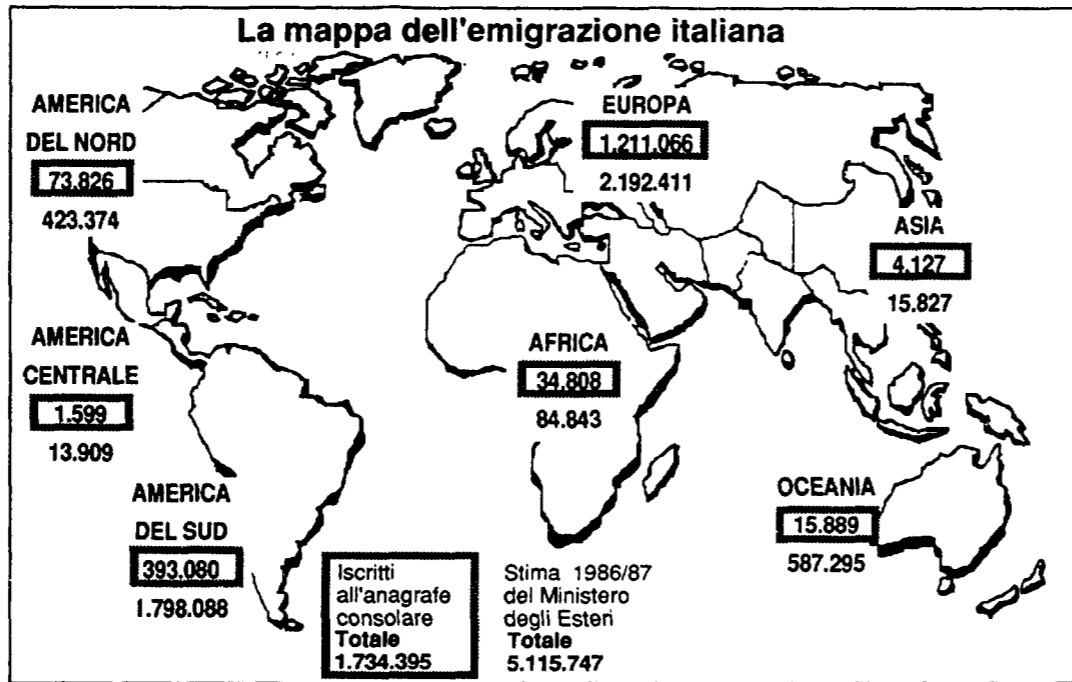 La mappa dell'emigrazione italiana
AMERICA
DEL NORD
73.826
423.374
EUROPA
1.211.066
2.192.411
ASIA
4.127
15.827
AMERICA
CENTRALE
1.599
13.909
AFRICA
34.808
84.843
AMERICA
DEL SUD
393.080
1.798.088
OCEANIA
15.889
587.295
Iscritti
all'anagrafe
consolare
Totale
1.734.395
Stima 1986/87
del Ministero
degli Esteri
Totale
5.115.747